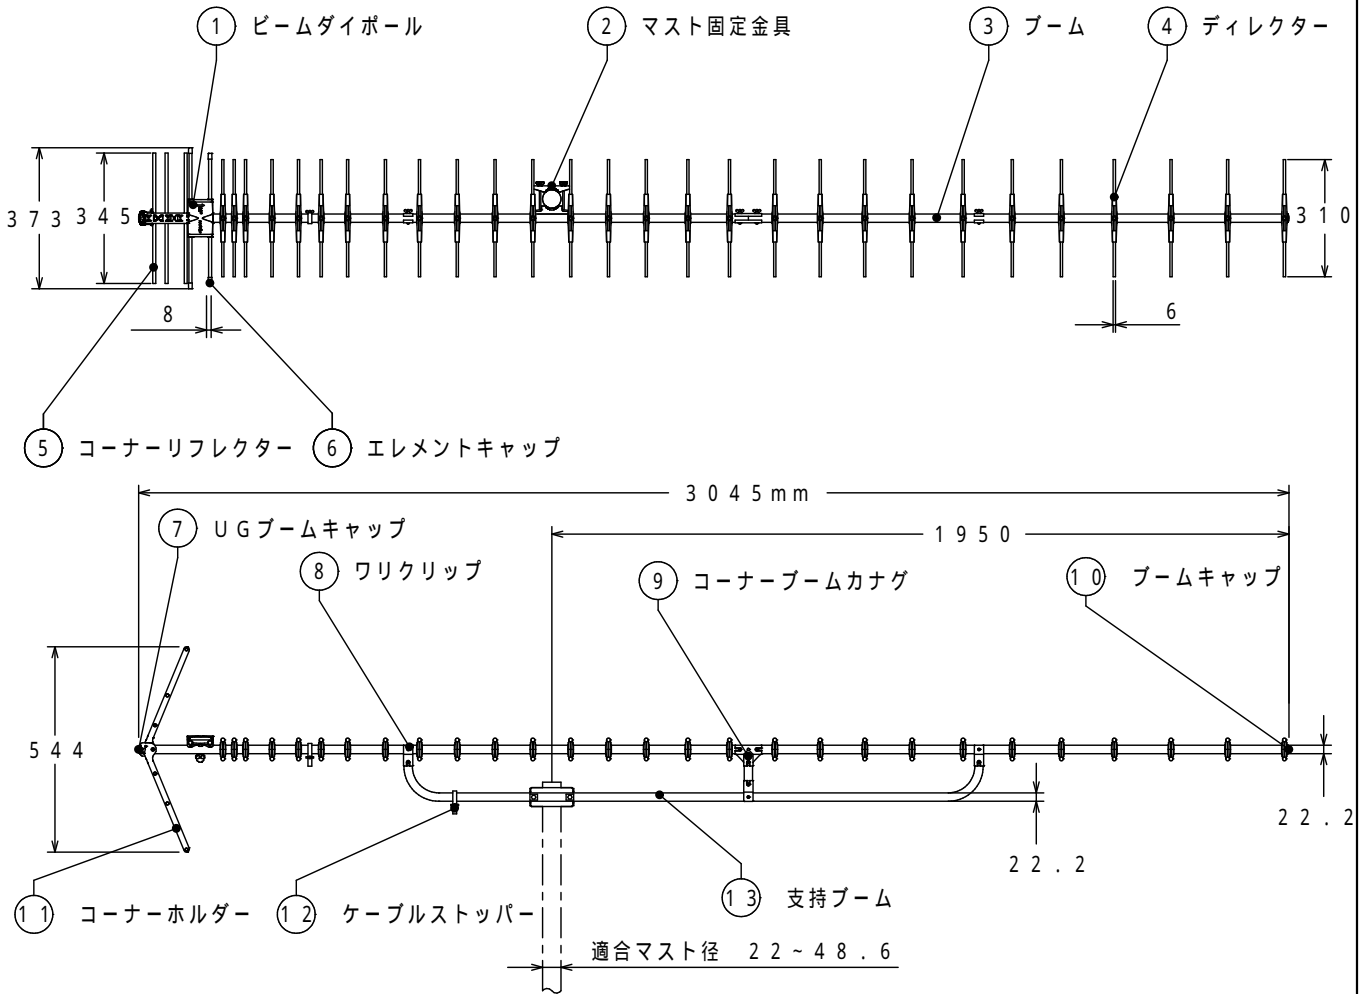 1 ビームダイポール
2 マスト固定金具
3 ブーム
4 ディレクター
373
345
310
8
6
5 コーナーリフレクター
6 エレメントキャップ
3045mm
1950
7 UGブームキャップ
8 ワリクリップ
9 コーナーブームカナグ
10 ブームキャップ
544
22.2
22.2
11 コーナーホルダー
12 ケーブルストッパー
13 支持ブーム
適合マスト径 22~48.6